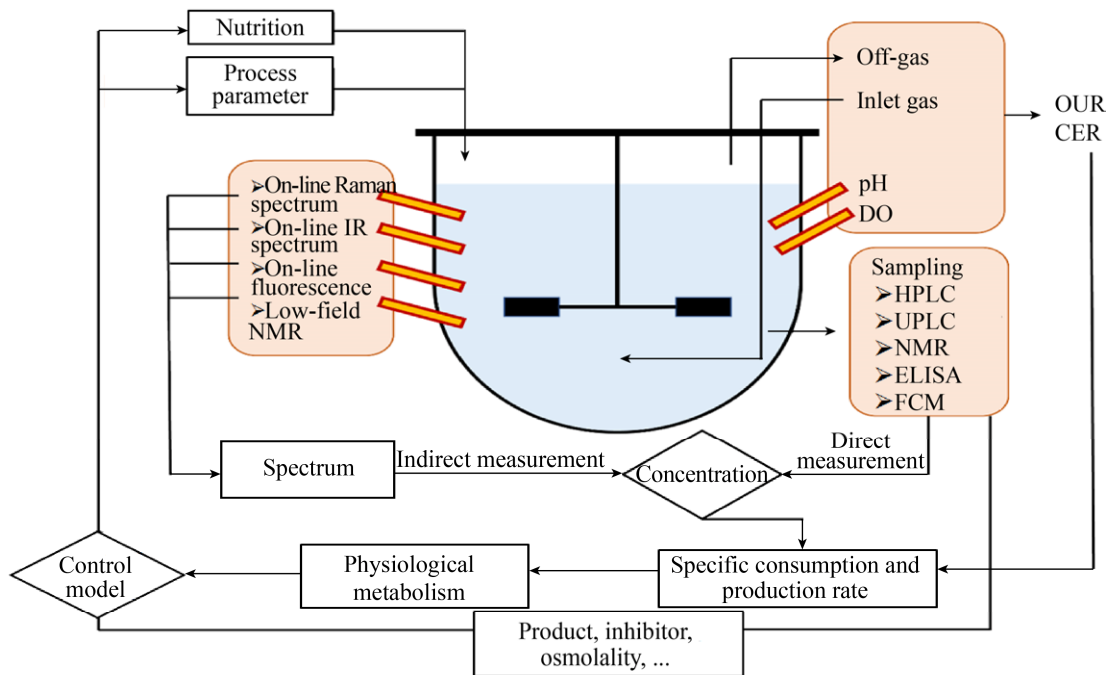 Nutrition
Process
parameter
Off-gas
Inlet gas
OUR
CER
pH
DO
➢On-line Raman
spectrum
➢On-line IR
spectrum
➢On-line
fluorescence
➢Low-field
NMR
Sampling
➢HPLC
➢UPLC
➢NMR
➢ELISA
➢FCM
Spectrum
Indirect measurement
Concentration
Direct
measurement
Control
model
Physiological
metabolism
Specific consumption and
production rate
Product, inhibitor,
osmolality, ...